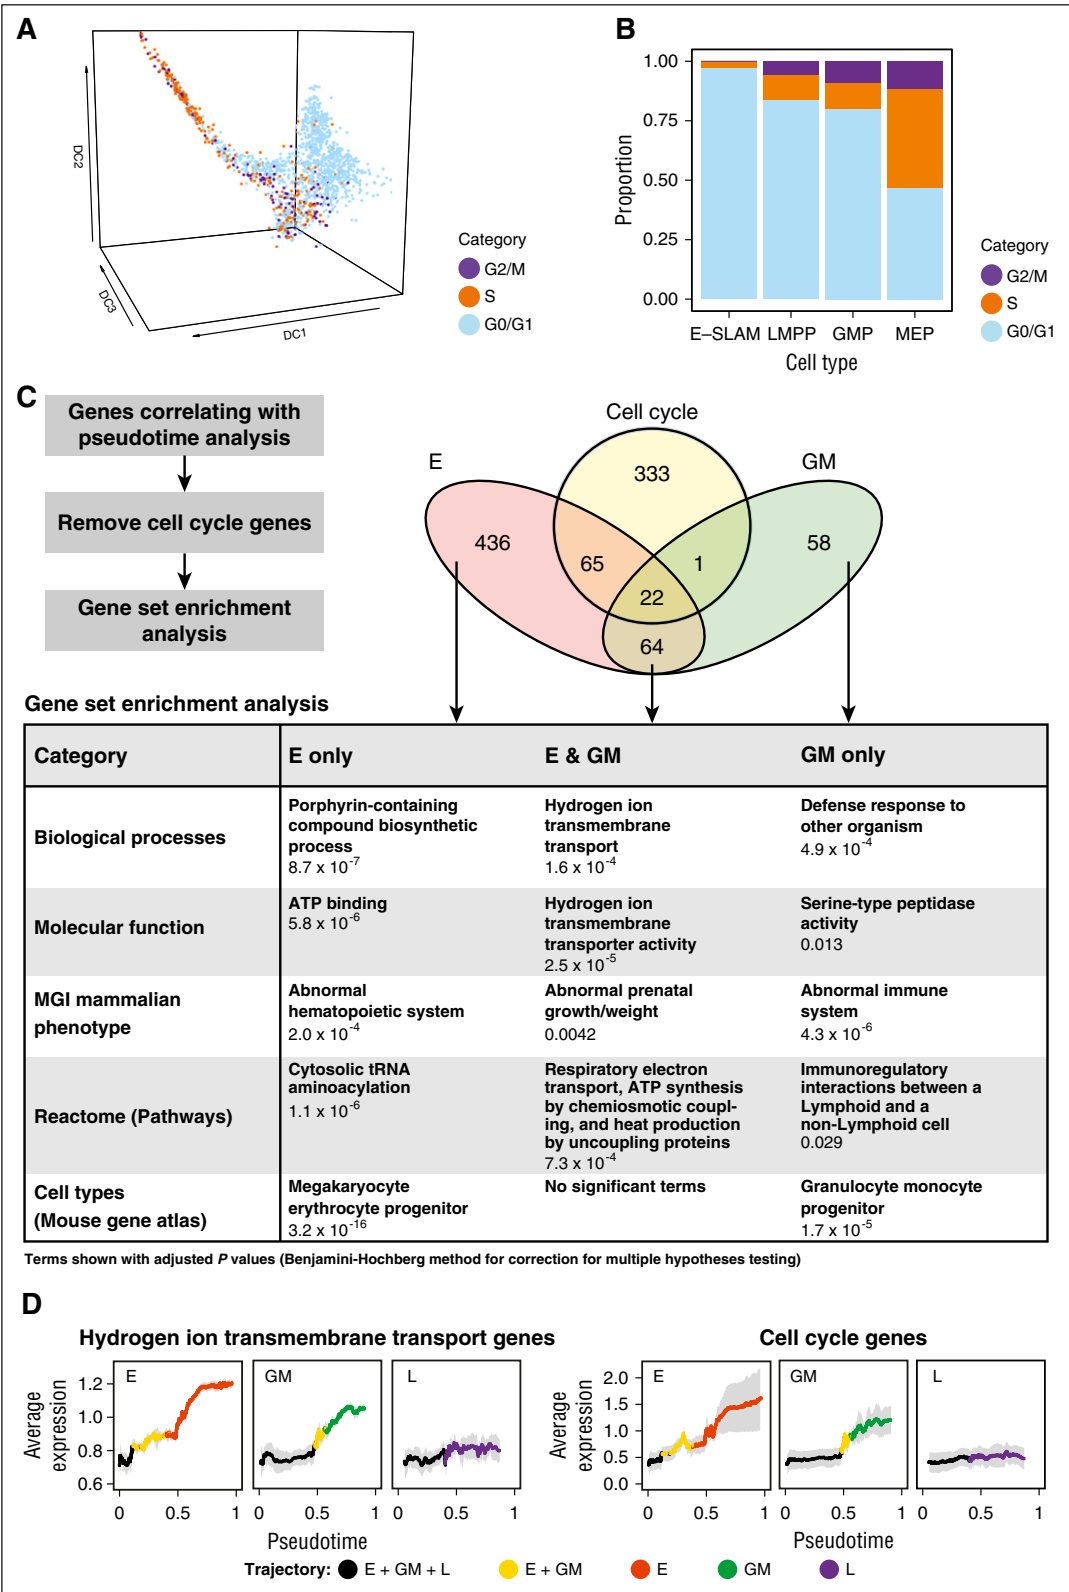 A
DC2
DC3
DC1
Category
G2/M
S
G0/G1
B
Proportion
1.00
0.75
0.50
0.25
0.00
E–SLAM LMPP GMP MEP
Cell type
Category
G2/M
S
G0/G1
C
Genes correlating with
pseudotime analysis
Remove cell cycle genes
Gene set enrichment
analysis
Cell cycle
E
GM
333
436
65
1
58
22
64
Gene set enrichment analysis
Category
E only
E & GM
GM only
Biological processes
Porphyrin-containing
compound biosynthetic
process
8.7 x 10-7
Hydrogen ion
transmembrane
transport
1.6 x 10-4
Defense response to
other organism
4.9 x 10-4
Molecular function
ATP binding
5.8 x 10-6
Hydrogen ion
transmembrane
transporter activity
2.5 x 10-5
Serine-type peptidase
activity
0.013
MGI mammalian
phenotype
Abnormal
hematopoietic system
2.0 x 10-4
Abnormal prenatal
growth/weight
0.0042
Abnormal immune
system
4.3 x 10-6
Reactome (Pathways)
Cytosolic tRNA
aminoacylation
1.1 x 10-6
Respiratory electron
transport, ATP synthesis
by chemiosmotic coupl-
ing, and heat production
by uncoupling proteins
7.3 x 10-4
Immunoregulatory
interactions between a
Lymphoid and a
non-Lymphoid cell
0.029
Cell types
(Mouse gene atlas)
Megakaryocyte
erythrocyte progenitor
3.2 x 10-16
No significant terms
Granulocyte monocyte
progenitor
1.7 x 10-5
Terms shown with adjusted P values (Benjamini-Hochberg method for correction for multiple hypotheses testing)
D
Hydrogen ion transmembrane transport genes
Average
expression
1.2
1.0
0.8
0.6
E
GM
L
0 0.5 1 0 0.5 1 0 0.5 1
Pseudotime
Cell cycle genes
Average
expression
2.0
1.5
1.0
0.5
0.0
E
GM
L
0 0.5 1 0 0.5 1 0 0.5 1
Pseudotime
Trajectory: E + GM + L E + GM E GM L